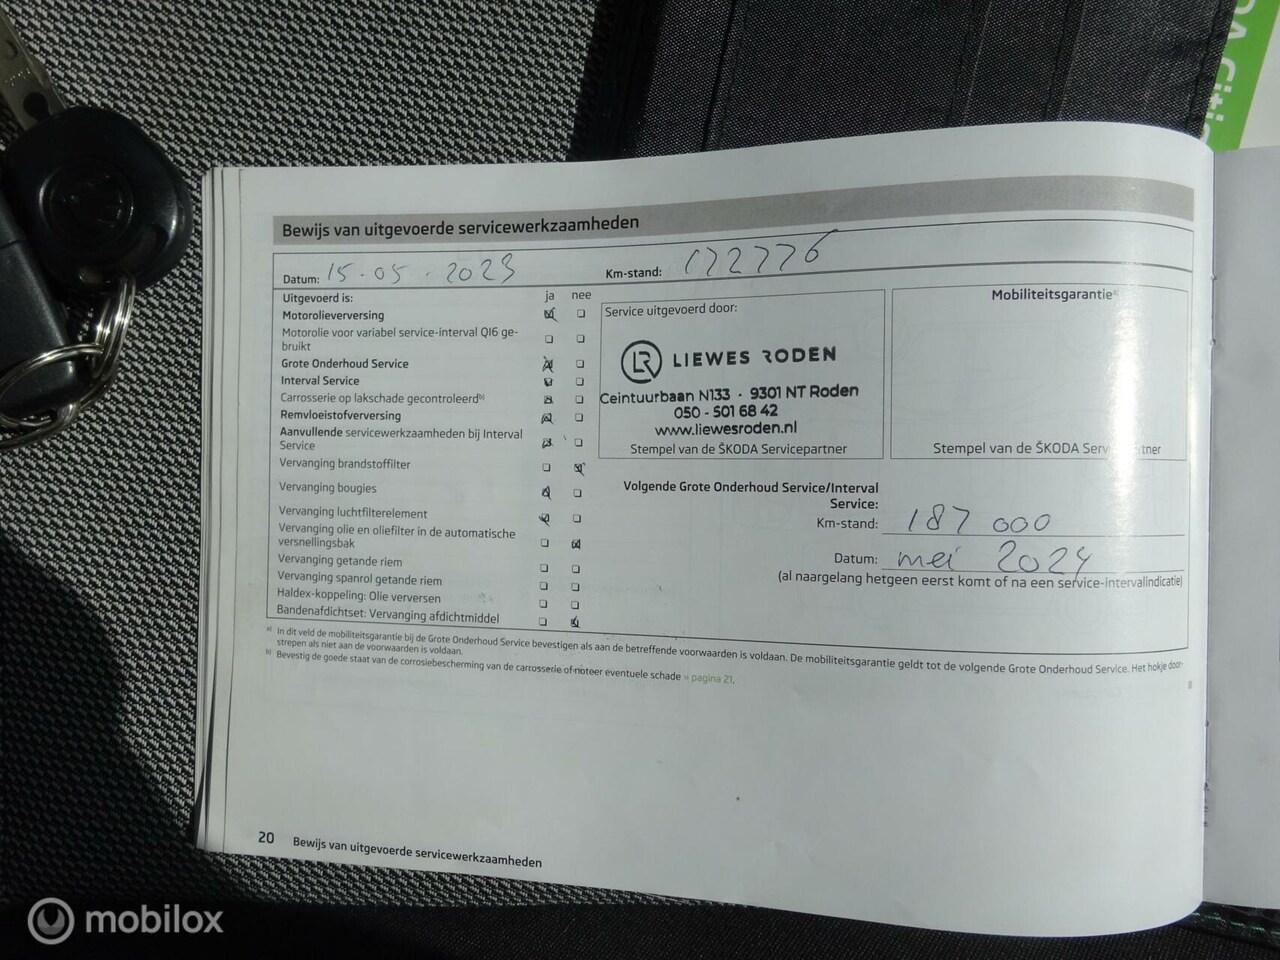 Bewijs van uitgevoerde servicewerkzaamheden
Datum: 15-05-2023
Km-stand: 172776
Uitgevoerd is: ja nee
Motorolieverversing
Motorolie voor variabel service-interval QI6 ge-
bruikt
Grote Onderhoud Service
Interval Service
Carrosserie op lakschade gecontroleerd b)
Remvloeistofverversing
Aanvullende servicewerkzaamheden bij Interval
Service
Vervanging brandstoffilter
Vervanging bougies
Vervanging luchtfilterelement
Vervanging olie en oliefilter in de automatische
versnellingsbak
Vervanging getande riem
Vervanging spanrol getande riem
Haldex-koppeling: Olie verversen
Bandenafdichtset: Vervanging afdichtmiddel
Service uitgevoerd door:
LR LIEWES RODEN
Ceintuurbaan N133 - 9301 NT Roden
050 - 501 68 42
www.liewesroden.nl
Stempel van de ŠKODA Servicepartner
Mobiliteitsgarantie a)
Stempel van de ŠKODA Servicepartner
Volgende Grote Onderhoud Service/Interval
Service:
Km-stand: 187 000
Datum: mei 2024
(al naargelang hetgeen eerst komt of na een service-intervalindicatie)
a) In dit veld de mobiliteitsgarantie bij de Grote Onderhoud Service bevestigen als aan de betreffende voorwaarden is voldaan. De mobiliteitsgarantie geldt tot de volgende Grote Onderhoud Service. Het hokje door-
strepen als niet aan de voorwaarden is voldaan.
b) Bevestig de goede staat van de corrosiebescherming van de carrosserie of noteer eventuele schade » pagina 21.
20 Bewijs van uitgevoerde servicewerkzaamheden
mobilox